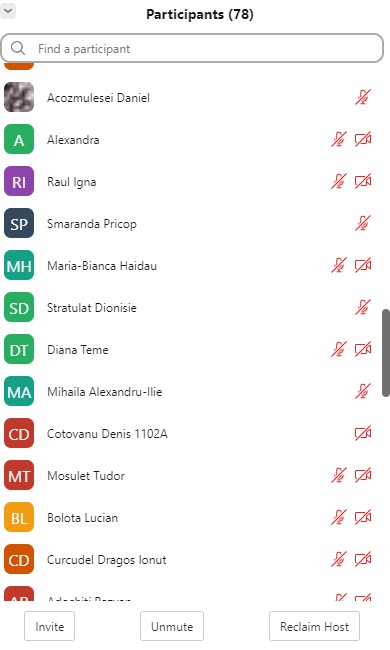 Participants (78)
Find a participant
Acozmulesei Daniel
A Alexandra
RI Raul Igna
SP Smaranda Pricop
MH Maria-Bianca Haidau
SD Stratulat Dionisie
DT Diana Teme
MA Mihaila Alexandru-Ilie
CD Cotovanu Denis 1102A
MT Mosulet Tudor
BL Bolota Lucian
CD Curcudel Dragos Ionut
Invite Unmute Reclaim Host